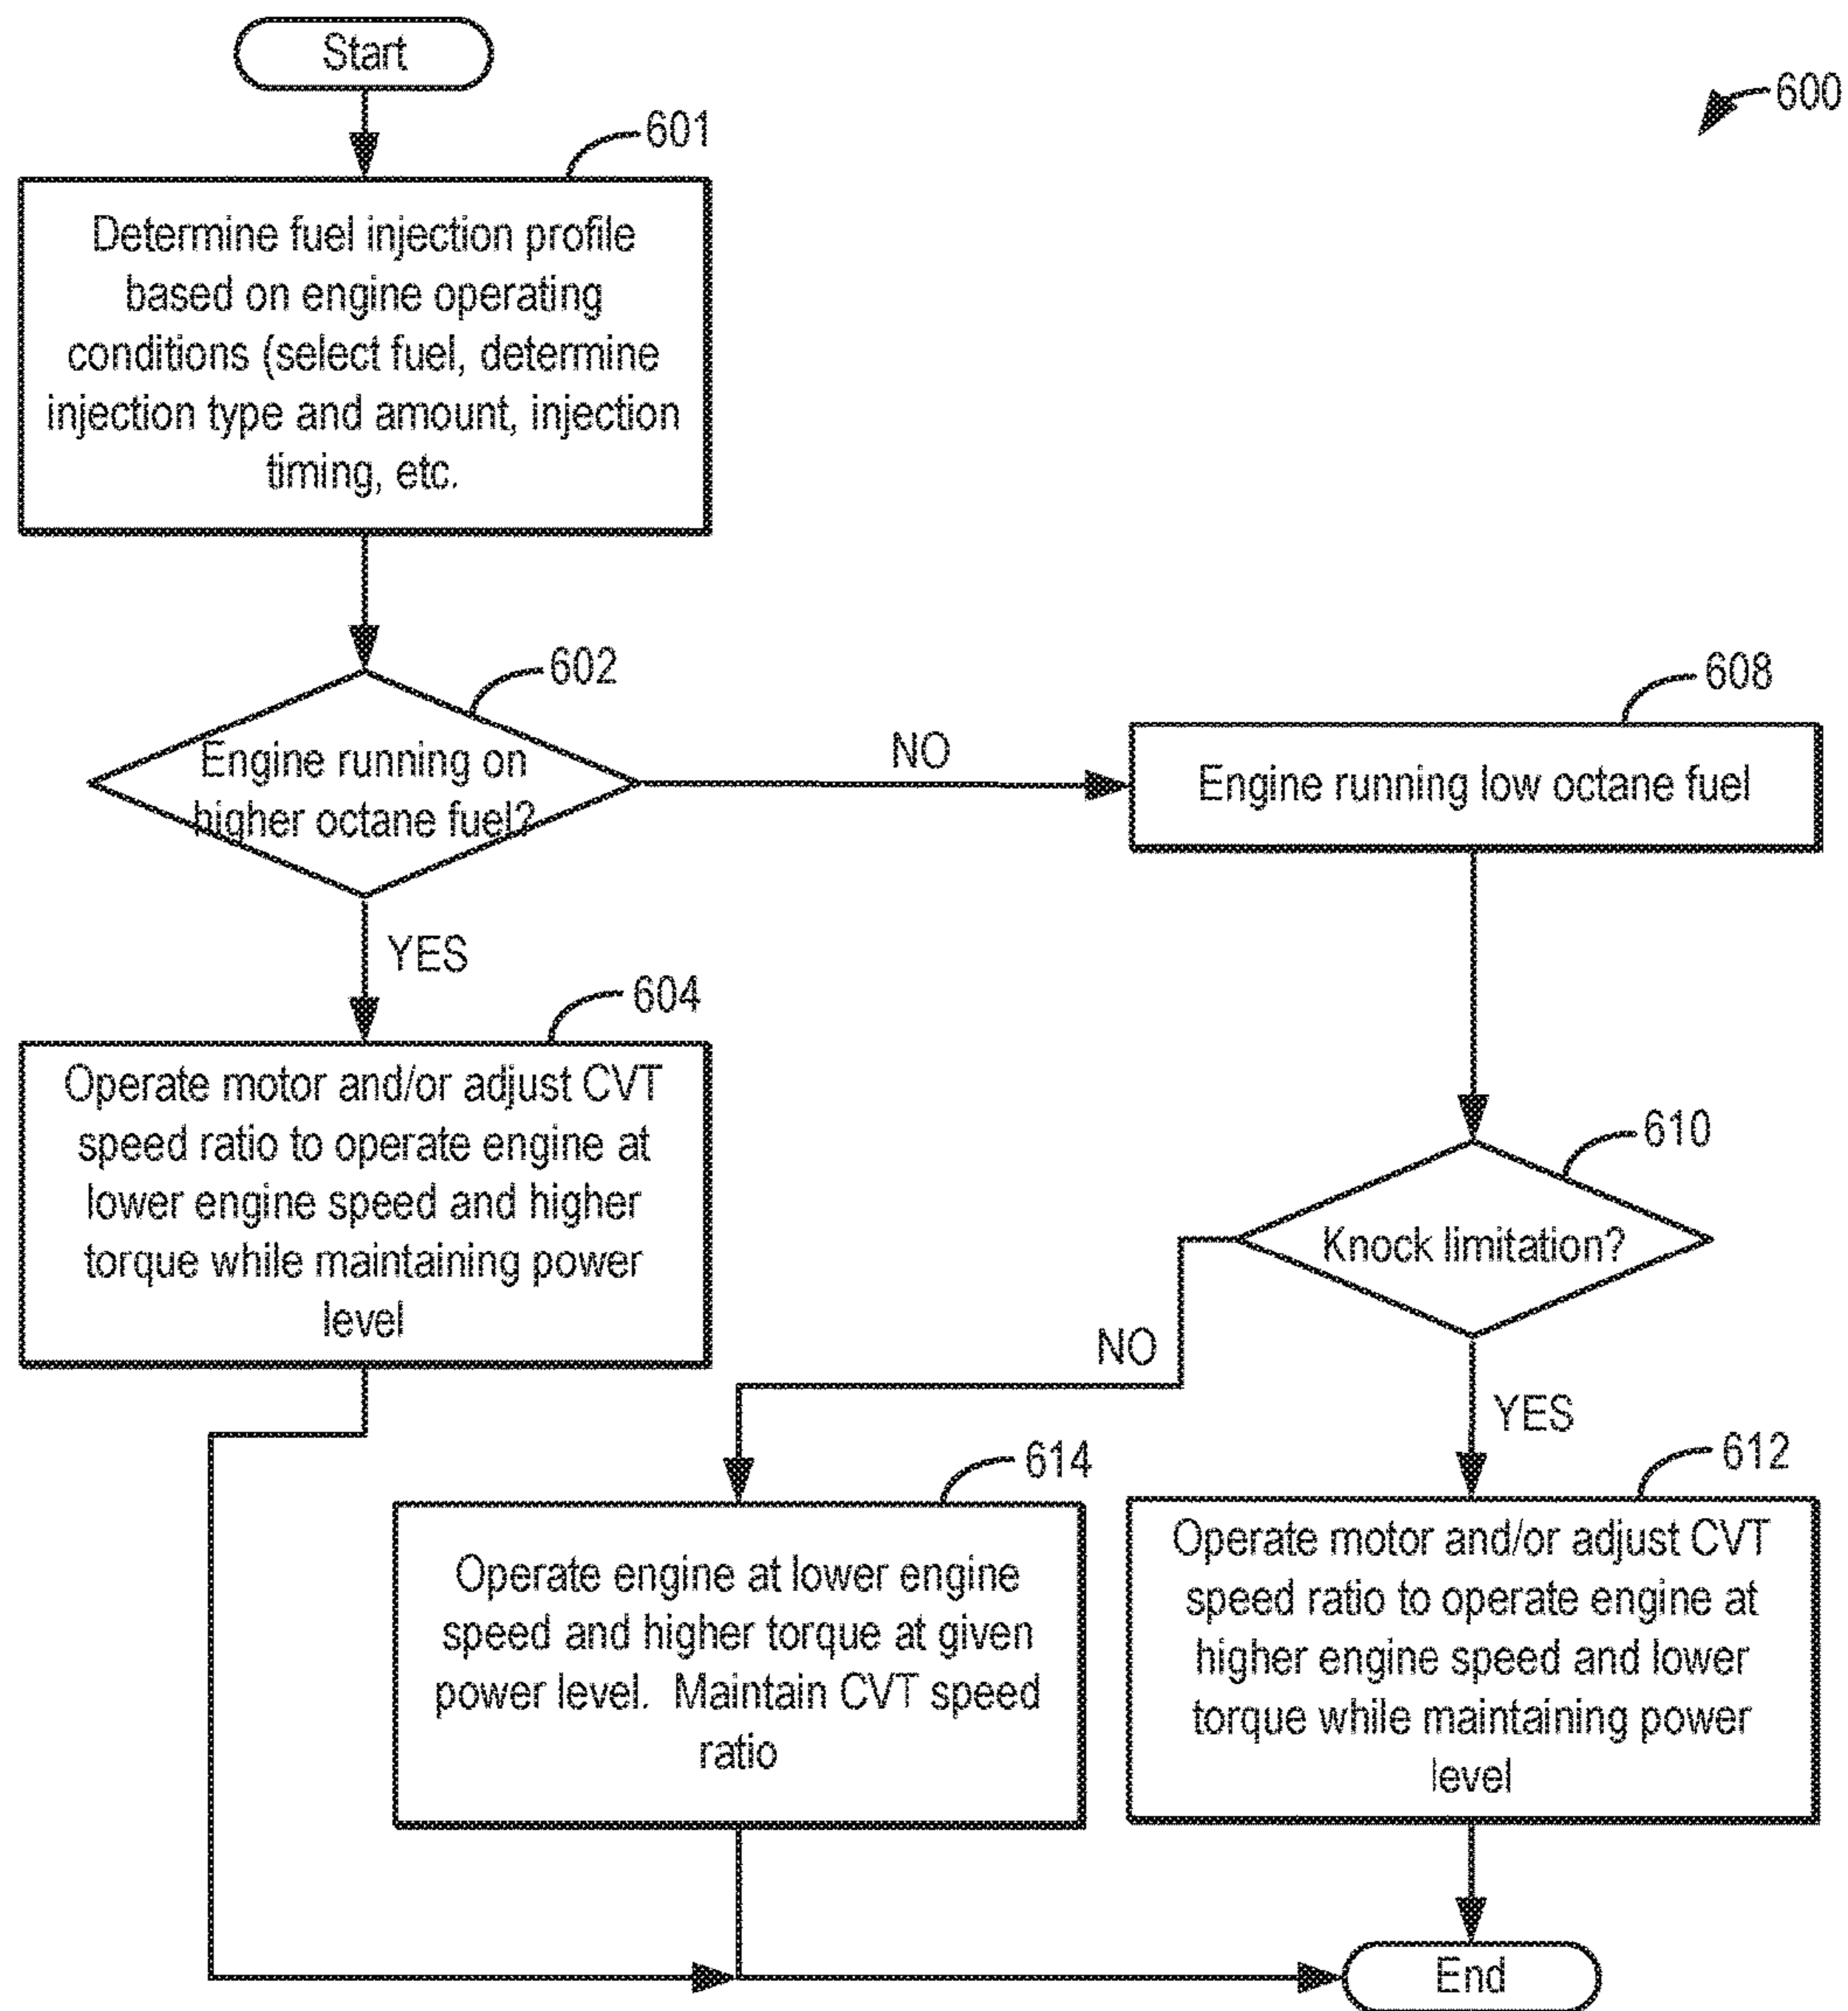 Start
600
601
Determine fuel injection profile
based on engine operating
conditions (select fuel, determine
injection type and amount, injection
timing, etc.
602
Engine running on
higher octane fuel?
NO
608
Engine running low octane fuel
YES
604
Operate motor and/or adjust CVT
speed ratio to operate engine at
lower engine speed and higher
torque while maintaining power
level
610
Knock limitation?
NO
YES
614
Operate engine at lower engine
speed and higher torque at given
power level. Maintain CVT speed
ratio
612
Operate motor and/or adjust CVT
speed ratio to operate engine at
higher engine speed and lower
torque while maintaining power
level
End